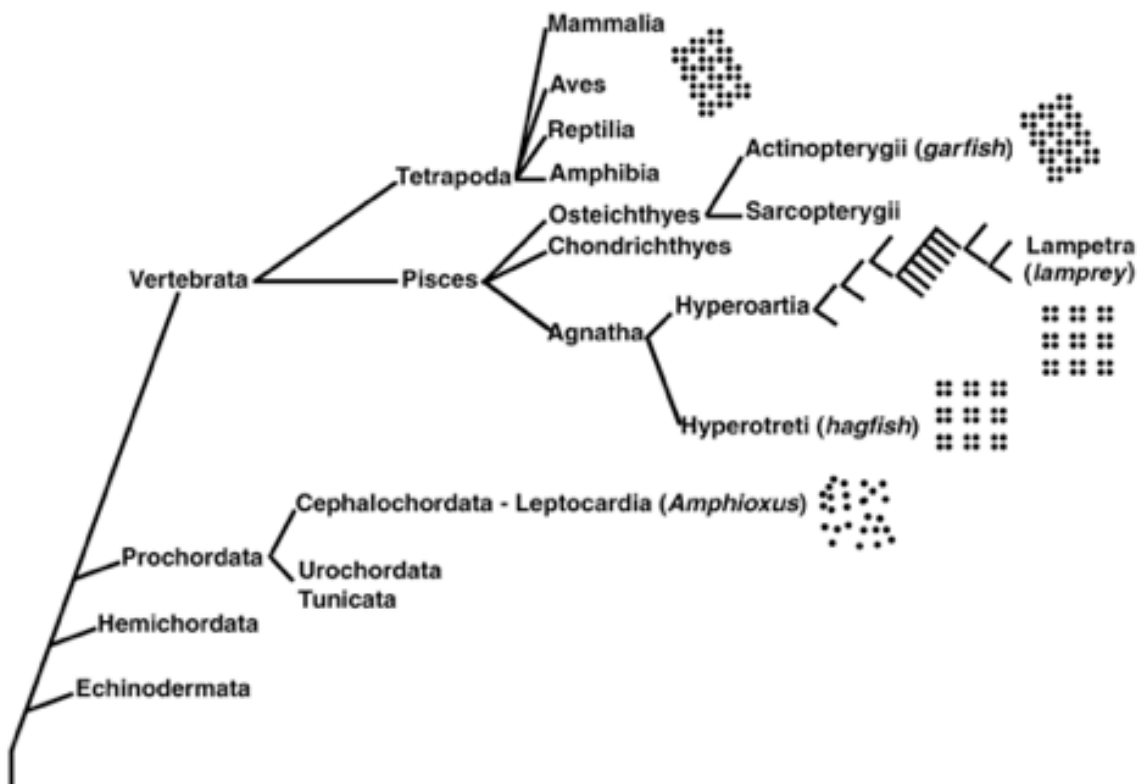 Mammalia
Aves
Reptilia
Actinopterygii (garfish)
Tetrapoda
Amphibia
Osteichthyes
Sarcopterygii
Chondrichthyes
Lampetra
(lamprey)
Vertebrata
Pisces
Hyperoartia
Agnatha
Hyperotreti (hagfish)
Cephalochordata - Leptocardia (Amphioxus)
Prochordata
Urochordata
Tunicata
Hemichordata
Echinodermata